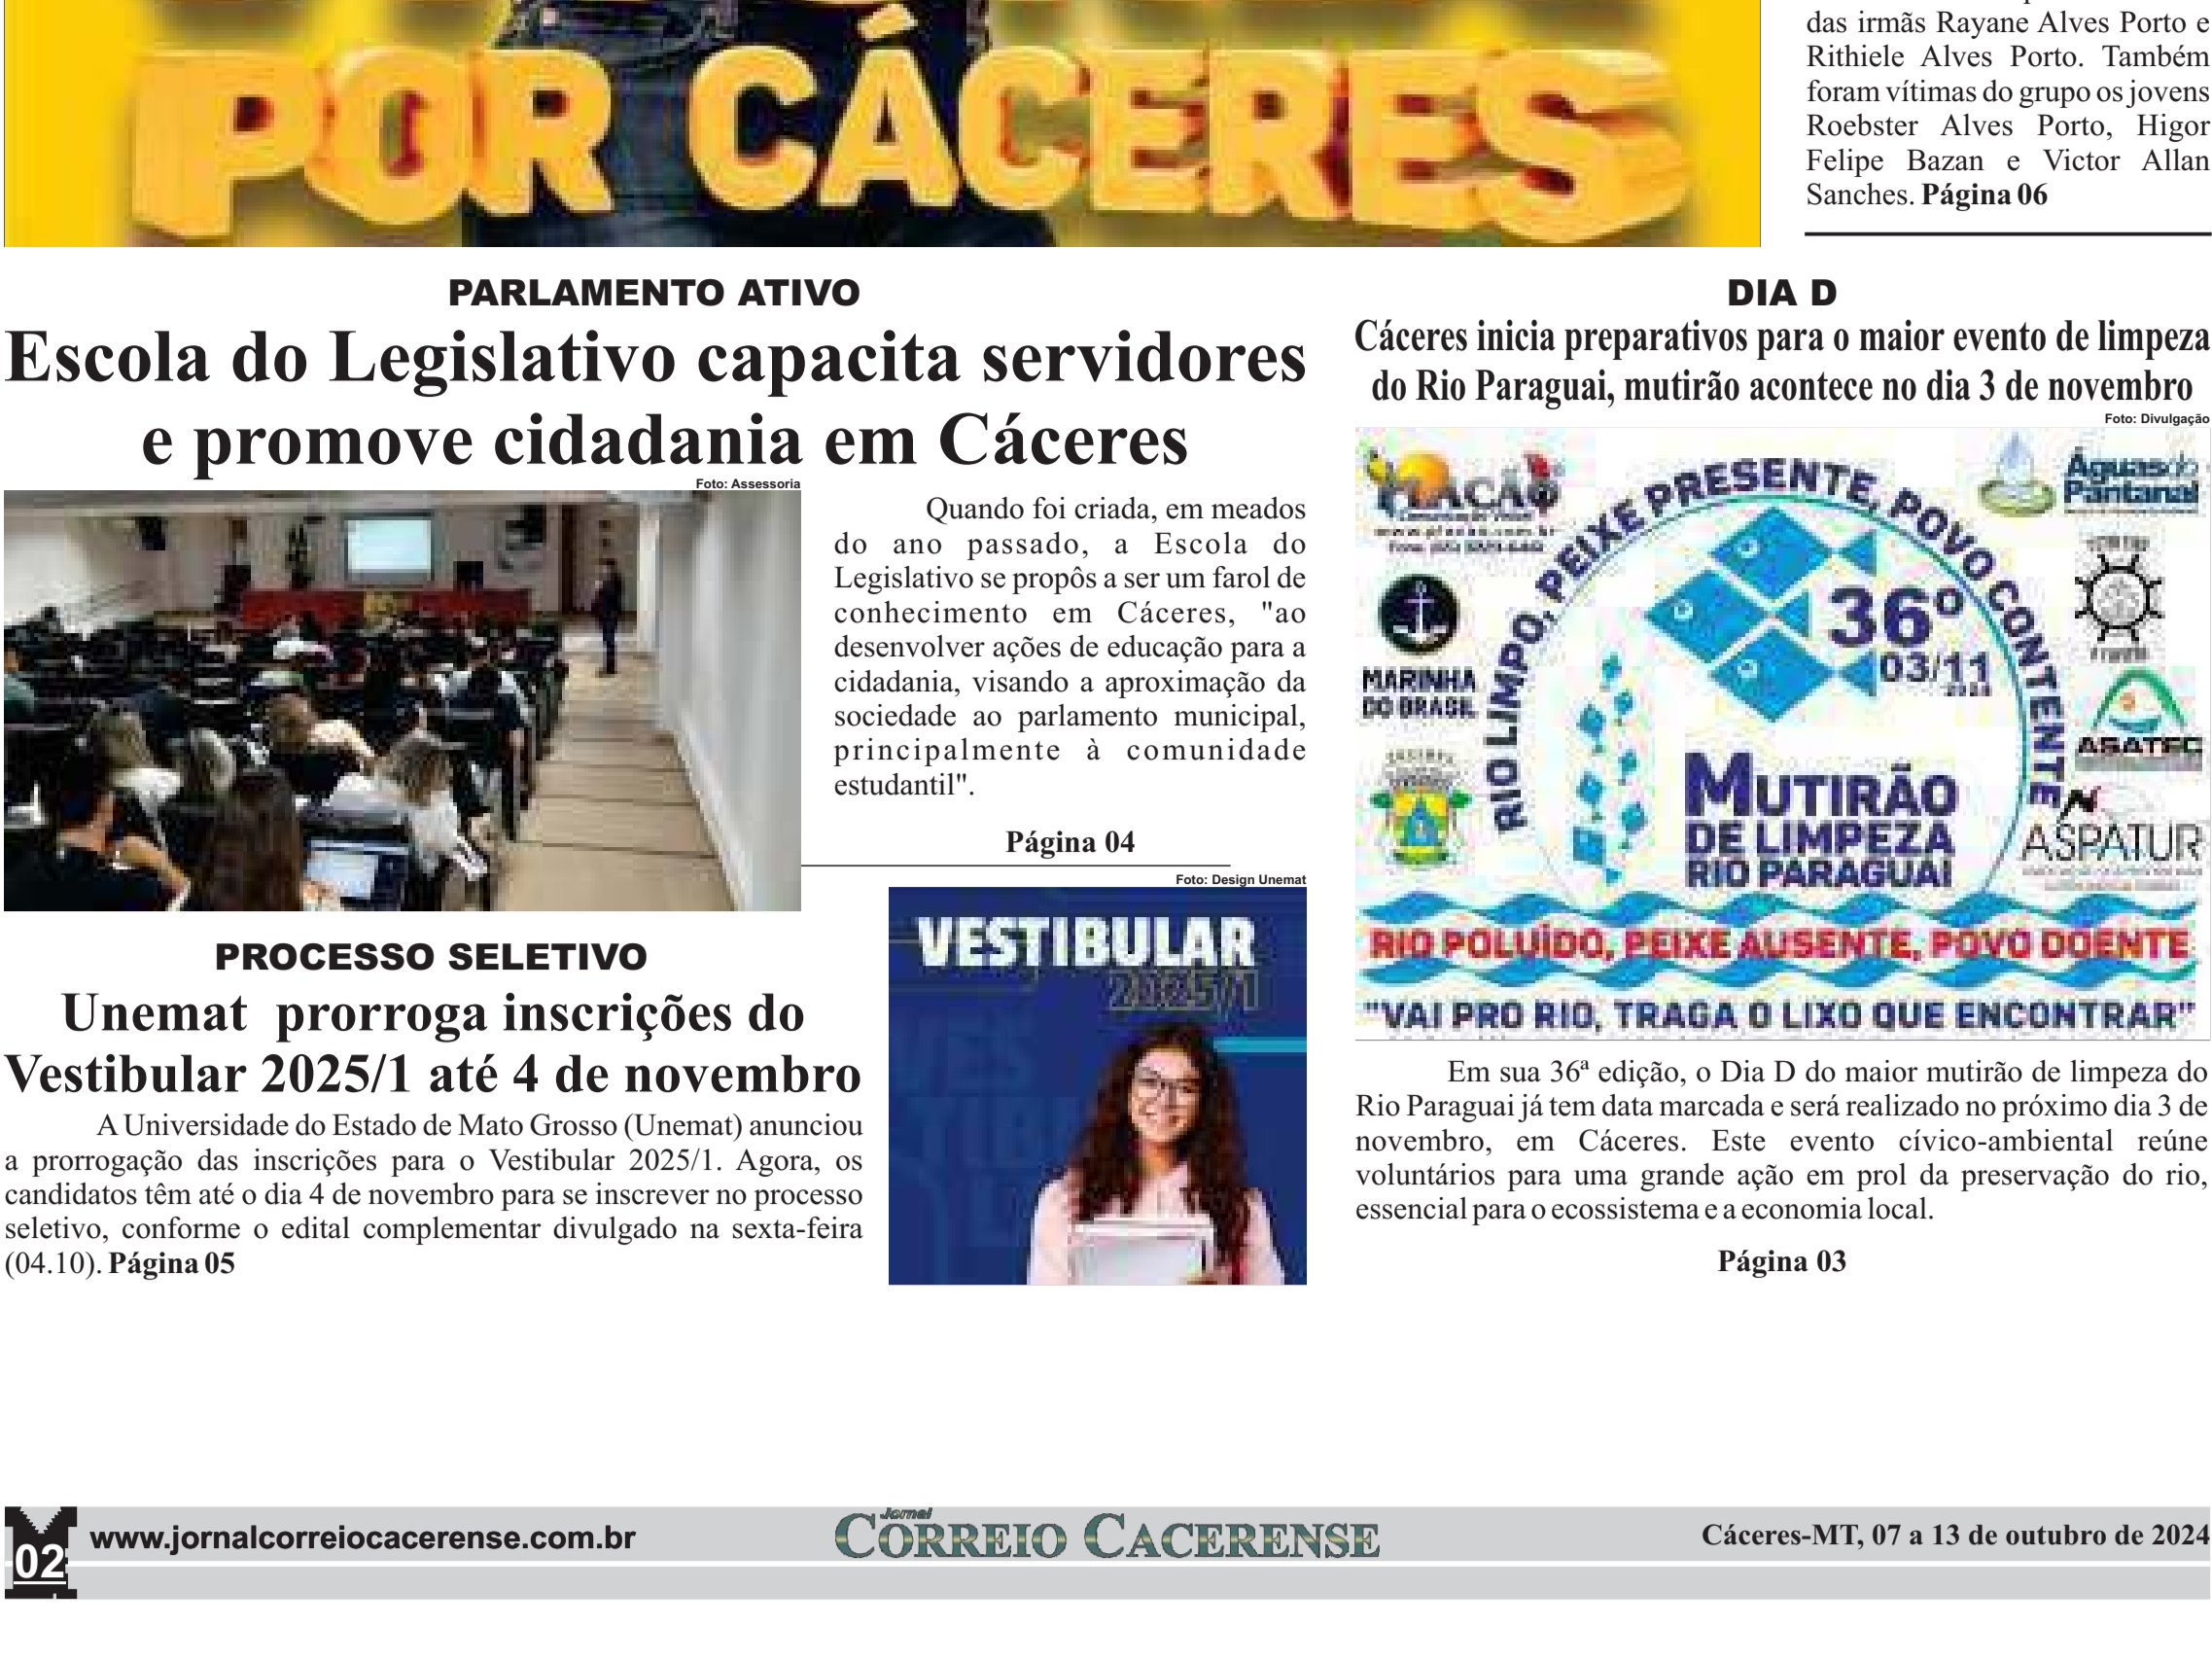 POR CÁCERES
das irmãs Rayane Alves Porto e
Rithiele Alves Porto. Também
foram vítimas do grupo os jovens
Roebster Alves Porto, Higor
Felipe Bazan e Victor Allan
Sanches. Página 06
PARLAMENTO ATIVO
Escola do Legislativo capacita servidores
e promove cidadania em Cáceres
Foto: Assessoria
Quando foi criada, em meados
do ano passado, a Escola do
Legislativo se propôs a ser um farol de
conhecimento em Cáceres, "ao
desenvolver ações de educação para a
cidadania, visando a aproximação da
sociedade ao parlamento municipal,
principalmente à comunidade
estudantil".
Página 04
PROCESSO SELETIVO
Unemat prorroga inscrições do
Vestibular 2025/1 até 4 de novembro
A Universidade do Estado de Mato Grosso (Unemat) anunciou
a prorrogação das inscrições para o Vestibular 2025/1. Agora, os
candidatos têm até o dia 4 de novembro para se inscrever no processo
seletivo, conforme o edital complementar divulgado na sexta-feira
(04.10). Página 05
Foto: Design Unemat
VESTIBULAR
2025/1
DIA D
Cáceres inicia preparativos para o maior evento de limpeza
do Rio Paraguai, mutirão acontece no dia 3 de novembro
Foto: Divulgação
Águas do
Pantanal
RIO LIMPO, PEIXE PRESENTE, POVO CONTENTE
36º
03/11
MARINHA
DO BRASIL
ASATEC
MUTIRÃO
DE LIMPEZA
RIO PARAGUAI
ASPATUR
RIO POLUÍDO, PEIXE AUSENTE, POVO DOENTE
"VAI PRO RIO, TRAGA O LIXO QUE ENCONTRAR"
Em sua 36ª edição, o Dia D do maior mutirão de limpeza do
Rio Paraguai já tem data marcada e será realizado no próximo dia 3 de
novembro, em Cáceres. Este evento cívico-ambiental reúne
voluntários para uma grande ação em prol da preservação do rio,
essencial para o ecossistema e a economia local.
Página 03
02
www.jornalcorreiocacerense.com.br
Jornal
CORREIO CACERENSE
Cáceres-MT, 07 a 13 de outubro de 2024